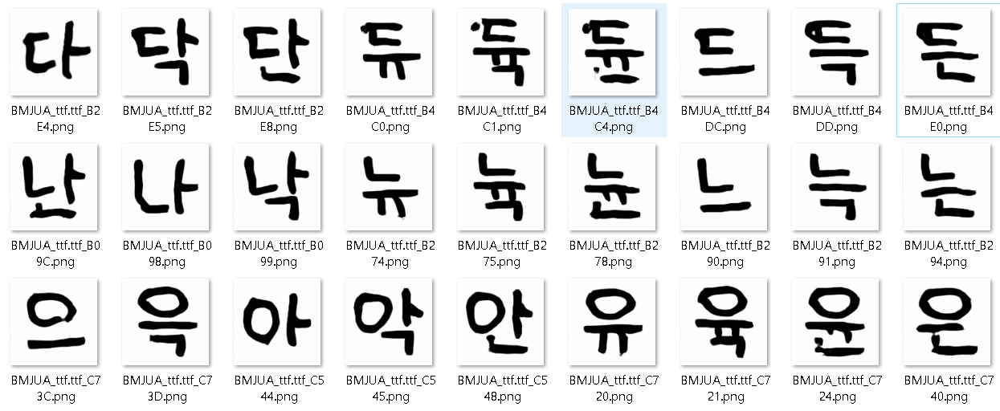 다 닥 단 듀 듁 듄 드 득 든
BMJUA_ttf.ttf_B2 BMJUA_ttf.ttf_B2 BMJUA_ttf.ttf_B2 BMJUA_ttf.ttf_B4 BMJUA_ttf.ttf_B4 BMJUA_ttf.ttf_B4 BMJUA_ttf.ttf_B4 BMJUA_ttf.ttf_B4 BMJUA_ttf.ttf_B4
E4.png E5.png E8.png C0.png C1.png C4.png DC.png DD.png E0.png
난 나 낙 뉴 뉵 뉸 느 늑 는
BMJUA_ttf.ttf_B0 BMJUA_ttf.ttf_B0 BMJUA_ttf.ttf_B0 BMJUA_ttf.ttf_B2 BMJUA_ttf.ttf_B2 BMJUA_ttf.ttf_B2 BMJUA_ttf.ttf_B2 BMJUA_ttf.ttf_B2 BMJUA_ttf.ttf_B2
9C.png 98.png 99.png 74.png 75.png 78.png 90.png 91.png 94.png
으 윽 아 악 안 유 육 윤 은
BMJUA_ttf.ttf_C7 BMJUA_ttf.ttf_C7 BMJUA_ttf.ttf_C5 BMJUA_ttf.ttf_C5 BMJUA_ttf.ttf_C5 BMJUA_ttf.ttf_C7 BMJUA_ttf.ttf_C7 BMJUA_ttf.ttf_C7 BMJUA_ttf.ttf_C7
3C.png 3D.png 44.png 45.png 48.png 20.png 21.png 24.png 40.png